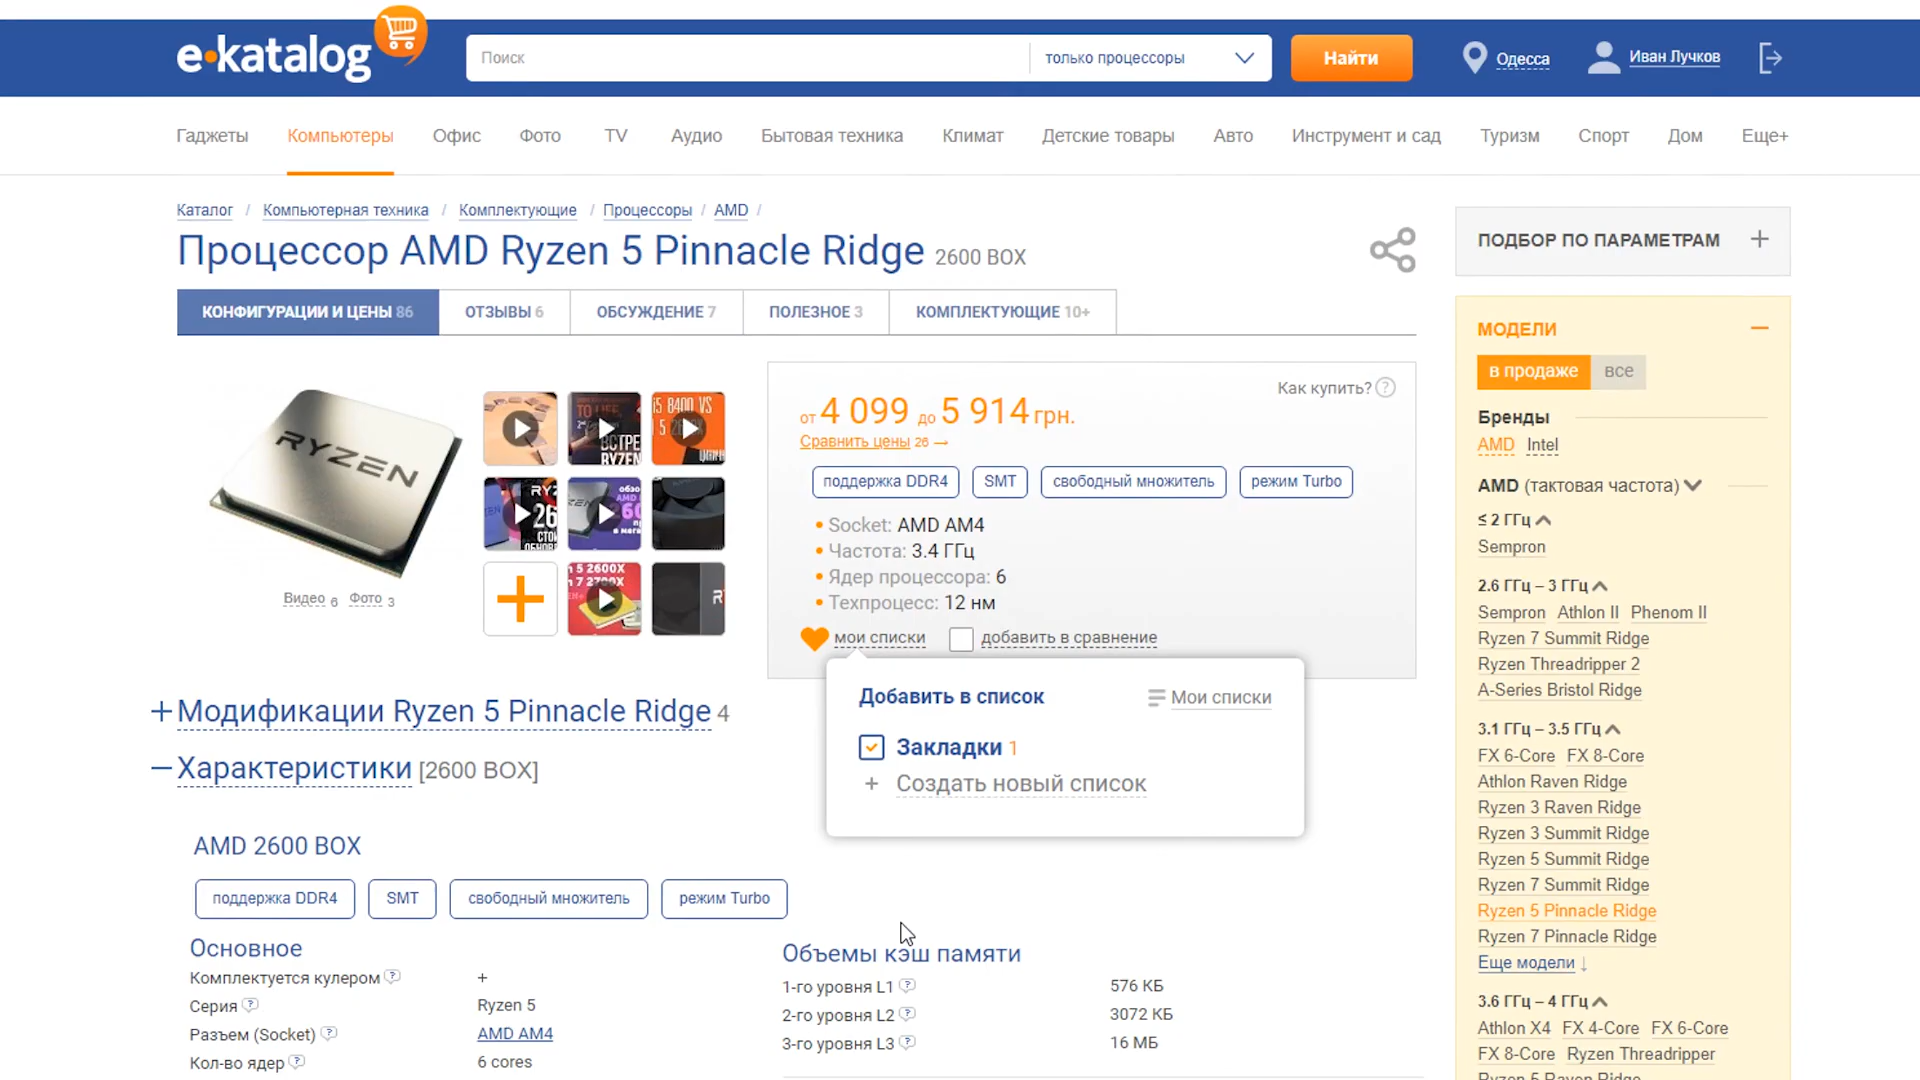 e·katalog
Поиск
только процессоры
Найти
Одесса
Иван Лучков
Гаджеты Компьютеры Офис Фото TV Аудио Бытовая техника Климат Детские товары Авто Инструмент и сад Туризм Спорт Дом Еще+
Каталог / Компьютерная техника / Комплектующие / Процессоры / AMD /
Процессор AMD Ryzen 5 Pinnacle Ridge 2600 BOX
КОНФИГУРАЦИИ И ЦЕНЫ 86 ОТЗЫВЫ 6 ОБСУЖДЕНИЕ 7 ПОЛЕЗНОЕ 3 КОМПЛЕКТУЮЩИЕ 10+
RYZEN
Видео 6 Фото 3
TO LIFE.
ВСТРЕ
RYZEN
i5 8400 VS
Как купить? ?
от 4 099 до 5 914 грн.
Сравнить цены 26 →
поддержка DDR4 SMT свободный множитель режим Turbo
• Socket: AMD AM4
• Частота: 3.4 ГГц
• Ядер процессора: 6
• Техпроцесс: 12 нм
мои списки добавить в сравнение
Добавить в список Мои списки
Закладки 1
+ Создать новый список
+Модификации Ryzen 5 Pinnacle Ridge 4
—Характеристики [2600 BOX]
AMD 2600 BOX
поддержка DDR4 SMT свободный множитель режим Turbo
Основное
Комплектуется кулером ? +
Серия ? Ryzen 5
Разъем (Socket) ? AMD AM4
Кол-во ядер ? 6 cores
Объемы кэш памяти
1-го уровня L1 ? 576 КБ
2-го уровня L2 ? 3072 КБ
3-го уровня L3 ? 16 МБ
ПОДБОР ПО ПАРАМЕТРАМ +
МОДЕЛИ —
в продаже все
Бренды
AMD Intel
AMD (тактовая частота)
≤ 2 ГГц
Sempron
2.6 ГГц – 3 ГГц
Sempron Athlon II Phenom II
Ryzen 7 Summit Ridge
Ryzen Threadripper 2
A-Series Bristol Ridge
3.1 ГГц – 3.5 ГГц
FX 6-Core FX 8-Core
Athlon Raven Ridge
Ryzen 3 Raven Ridge
Ryzen 3 Summit Ridge
Ryzen 5 Summit Ridge
Ryzen 7 Summit Ridge
Ryzen 5 Pinnacle Ridge
Ryzen 7 Pinnacle Ridge
Еще модели ↓
3.6 ГГц – 4 ГГц
Athlon X4 FX 4-Core FX 6-Core
FX 8-Core Ryzen Threadripper
Ryzen 5 Raven Ridge